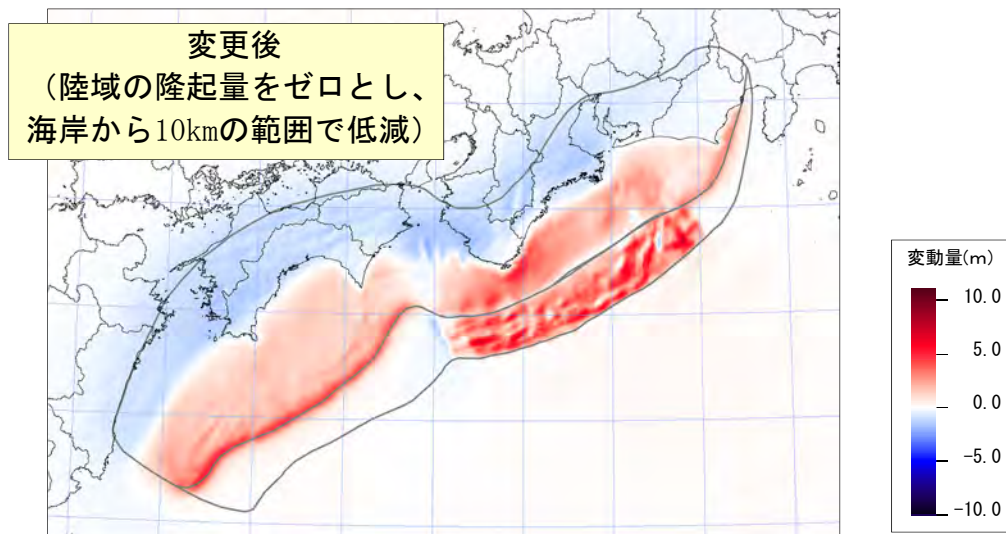 変更後
（陸域の隆起量をゼロとし、
海岸から10kmの範囲で低減）
変動量(m)
10.0
5.0
0.0
-5.0
-10.0